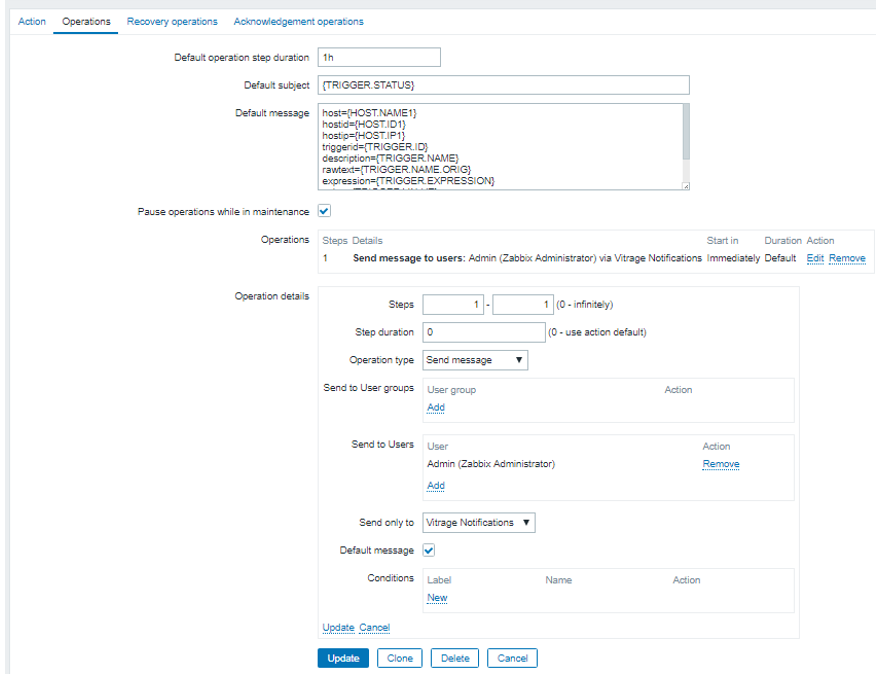 Action Operations Recovery operations Acknowledgement operations
Default operation step duration 1h
Default subject {TRIGGER.STATUS}
Default message host={HOST.NAME1}
hostid={HOST.ID1}
hostip={HOST.IP1}
triggerid={TRIGGER.ID}
description={TRIGGER.NAME}
rawtext={TRIGGER.NAME.ORIG}
expression={TRIGGER.EXPRESSION}
Pause operations while in maintenance
Operations Steps Details Start in Duration Action
1 Send message to users: Admin (Zabbix Administrator) via Vitrage Notifications Immediately Default Edit Remove
Operation details Steps 1 - 1 (0 - infinitely)
Step duration 0 (0 - use action default)
Operation type Send message
Send to User groups User group Action
Add
Send to Users User Action
Admin (Zabbix Administrator) Remove
Add
Send only to Vitrage Notifications
Default message
Conditions Label Name Action
New
Update Cancel
Update Clone Delete Cancel